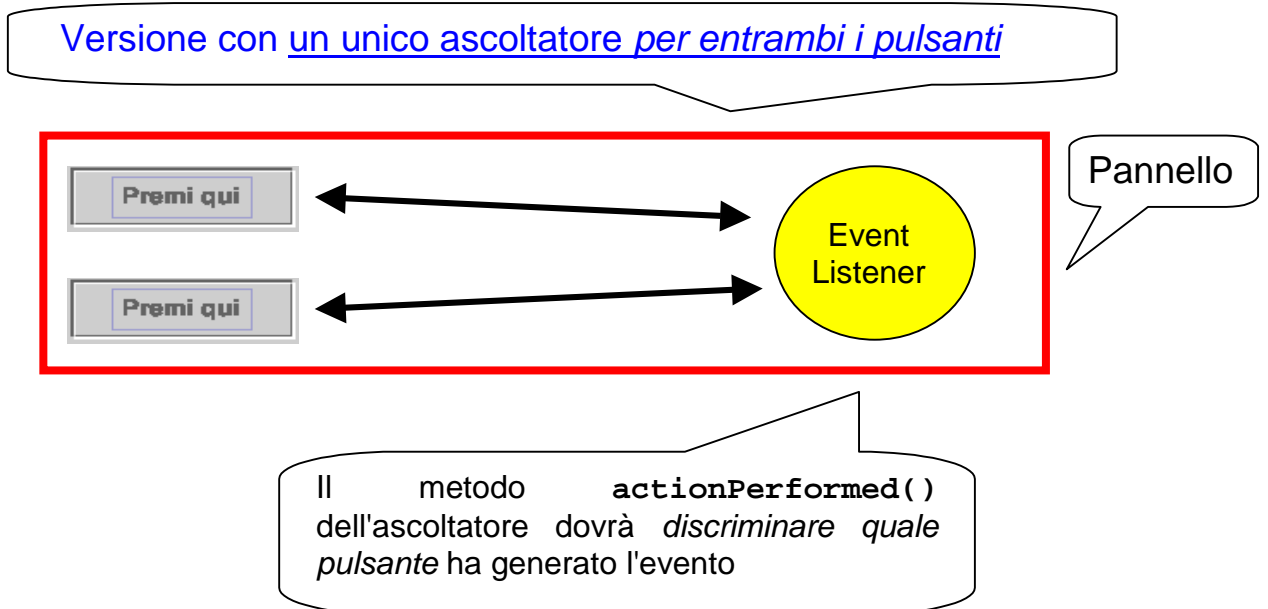 Versione con un unico ascoltatore per entrambi i pulsanti
Premi qui
Pannello
Event
Listener
Premi qui
Il metodo actionPerformed()
dell'ascoltatore dovrà discriminare quale
pulsante ha generato l'evento